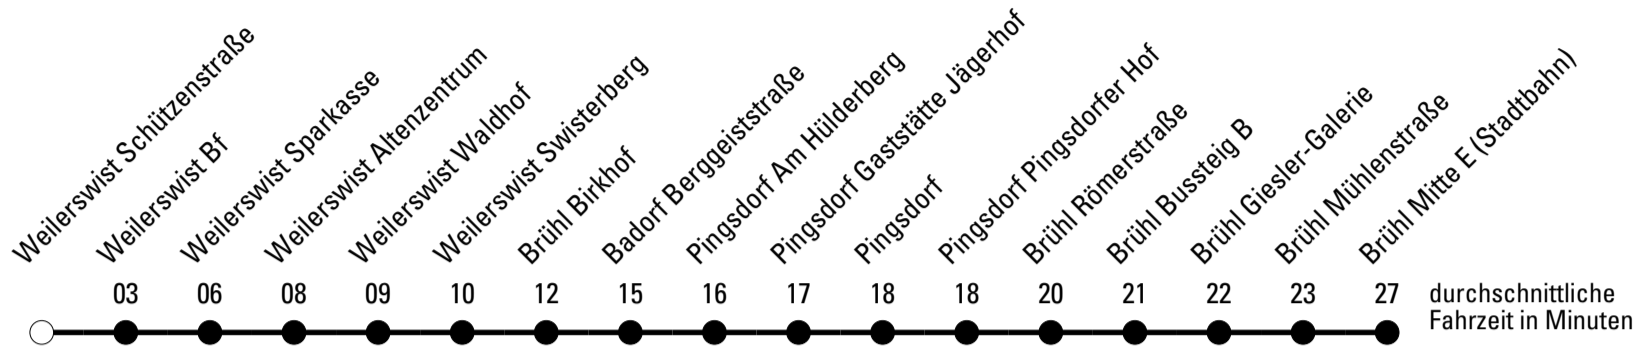 Weilerswist Schützenstraße
Weilerswist Bf
Weilerswist Sparkasse
Weilerswist Altenzentrum
Weilerswist Waldhof
Weilerswist Swisterberg
Brühl Birkhof
Badorf Berggeiststraße
Pingsdorf Am Hülderberg
Pingsdorf Gaststätte Jägerhof
Pingsdorf
Pingsdorf Pingsdorfer Hof
Brühl Römerstraße
Brühl Bussteig B
Brühl Giesler-Galerie
Brühl Mühlenstraße
Brühl Mitte E (Stadtbahn)
03 06 08 09 10 12 15 16 17 18 18 20 21 22 23 27 durchschnittliche
Fahrzeit in Minuten